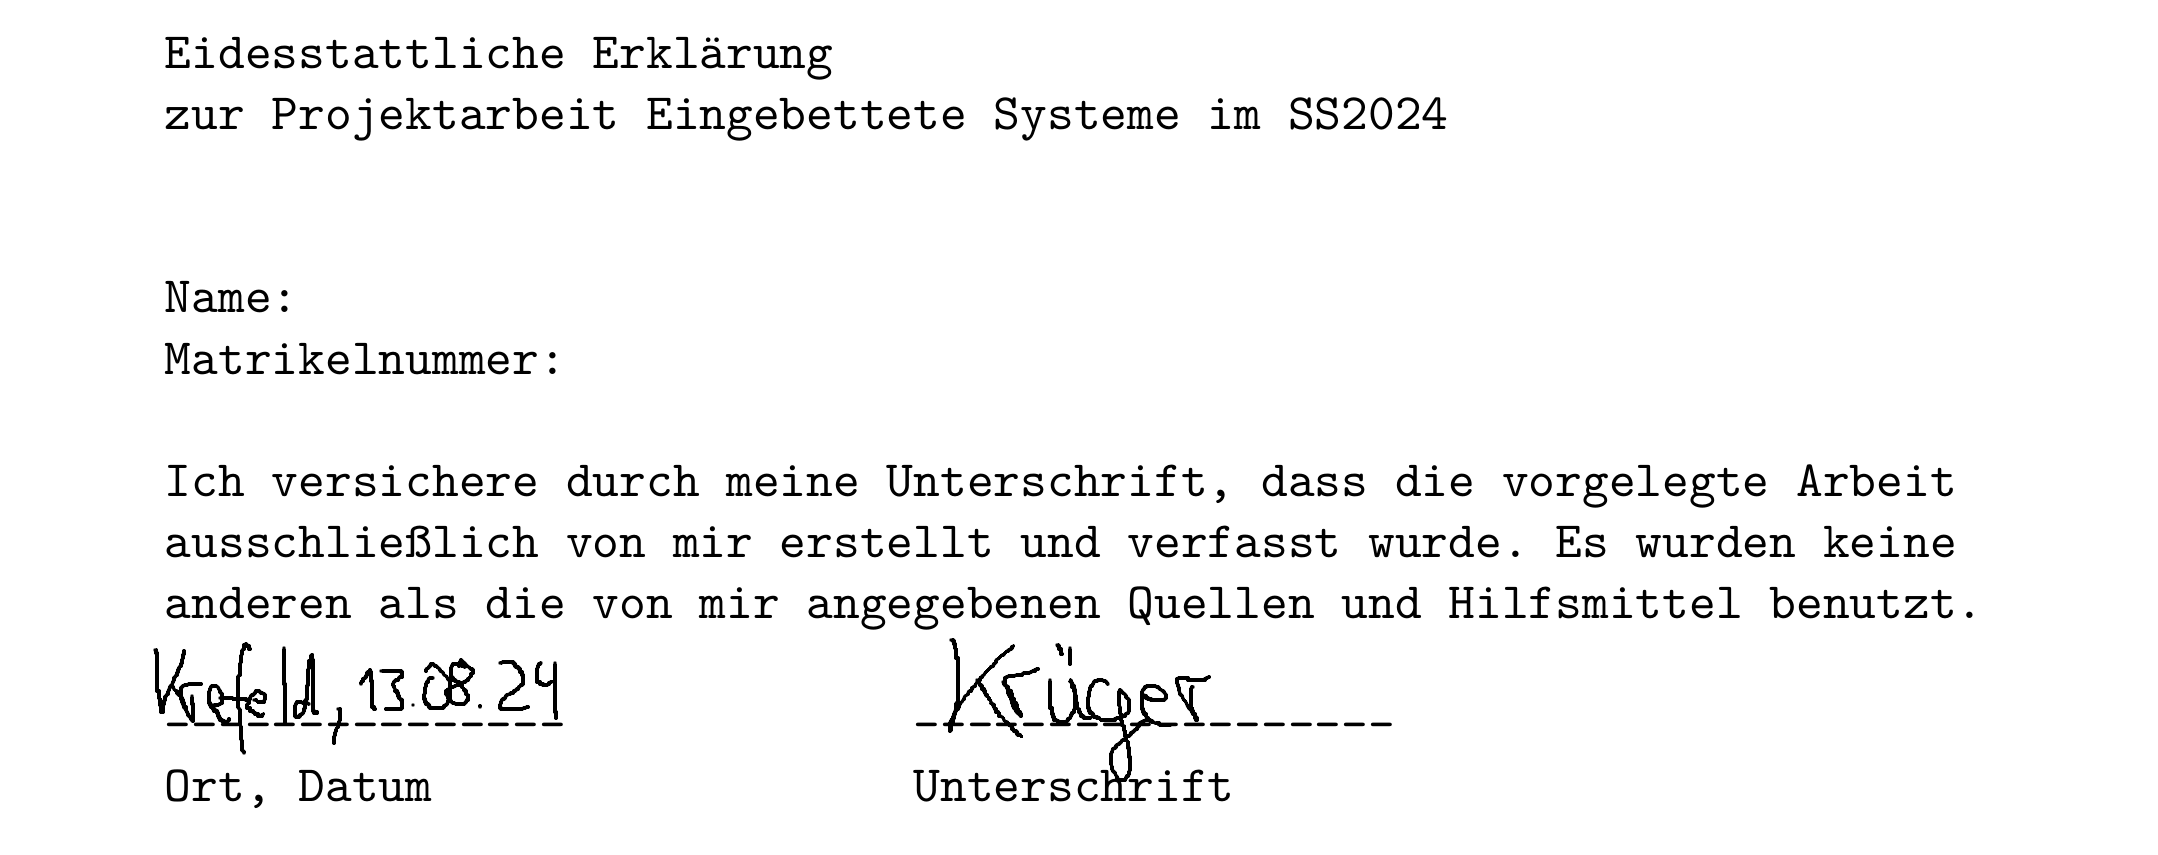 Eidesstattliche Erklärung
zur Projektarbeit Eingebettete Systeme im SS2024
Name:
Matrikelnummer:
Ich versichere durch meine Unterschrift, dass die vorgelegte Arbeit
ausschließlich von mir erstellt und verfasst wurde. Es wurden keine
anderen als die von mir angegebenen Quellen und Hilfsmittel benutzt.
Krefeld, 13.08.24 Krüger
Ort, Datum Unterschrift